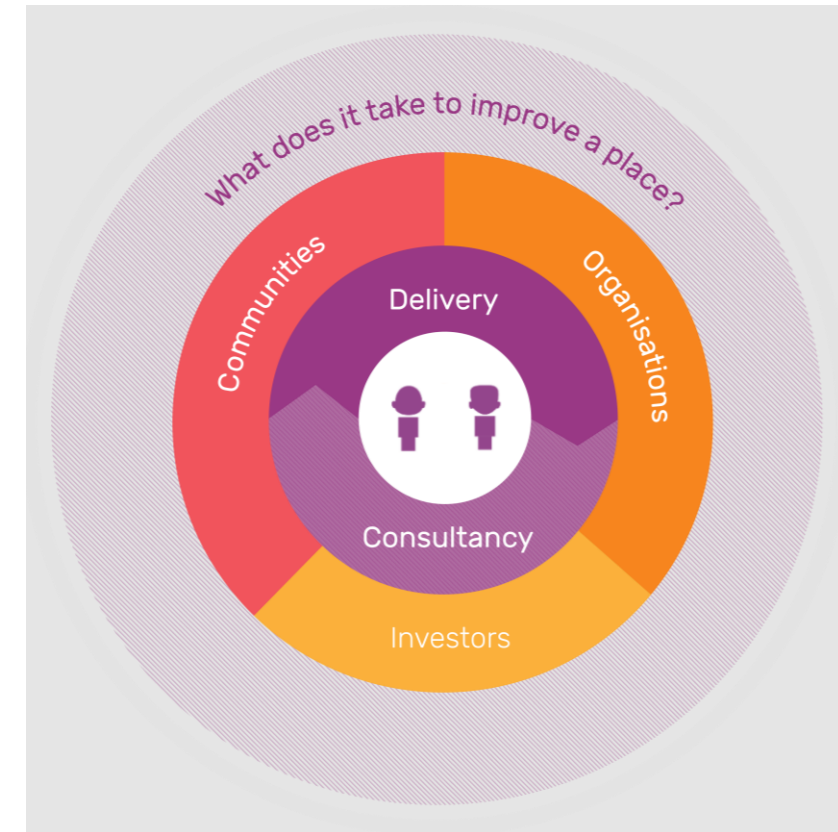 What does it take to improve a place?
Communities
Organisations
Delivery
Consultancy
Investors